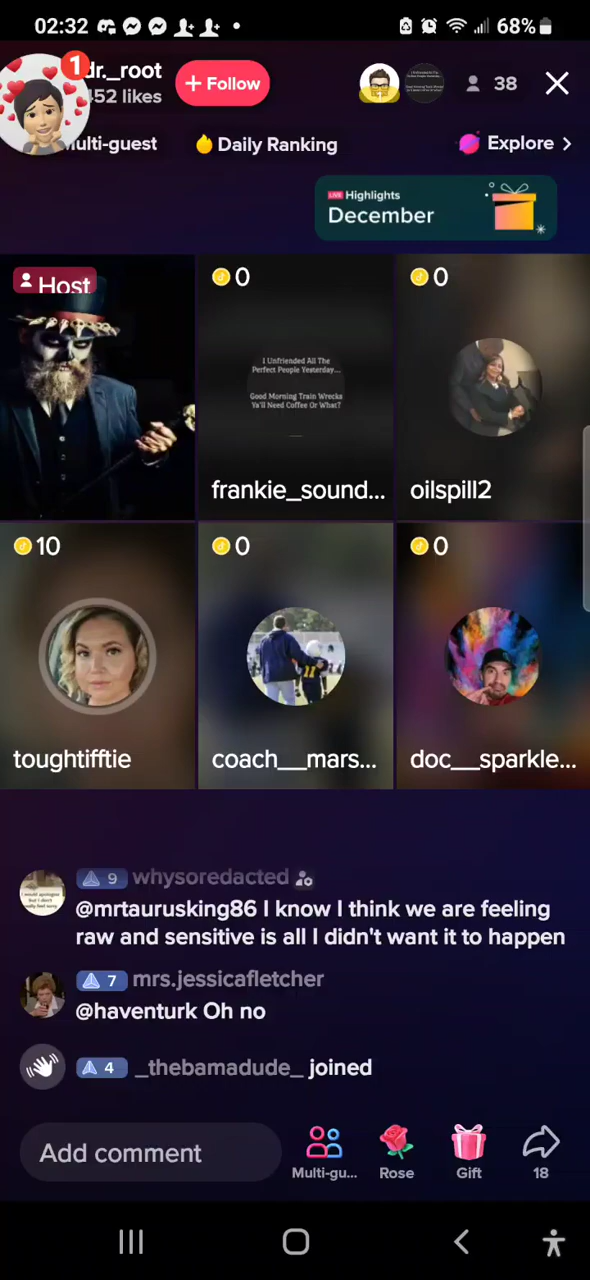 02:32
68%
1
dr._root
452 likes
+ Follow
38
Multi-guest
Daily Ranking
Explore >
LIVE Highlights
December
Host
0
0
I Unfriended All The
Perfect People Yesterday...
Good Morning Train Wrecks
Ya'll Need Coffee Or What?
frankie_sound...
oilspill2
10
0
0
11
toughtifftie
coach__mars...
doc__sparkle...
9 whysoredacted
@mrtaurusking86 I know I think we are feeling
raw and sensitive is all I didn't want it to happen
7 mrs.jessicafletcher
@haventurk Oh no
4 _thebamadude_ joined
Add comment
Multi-gu...
Rose
Gift
18